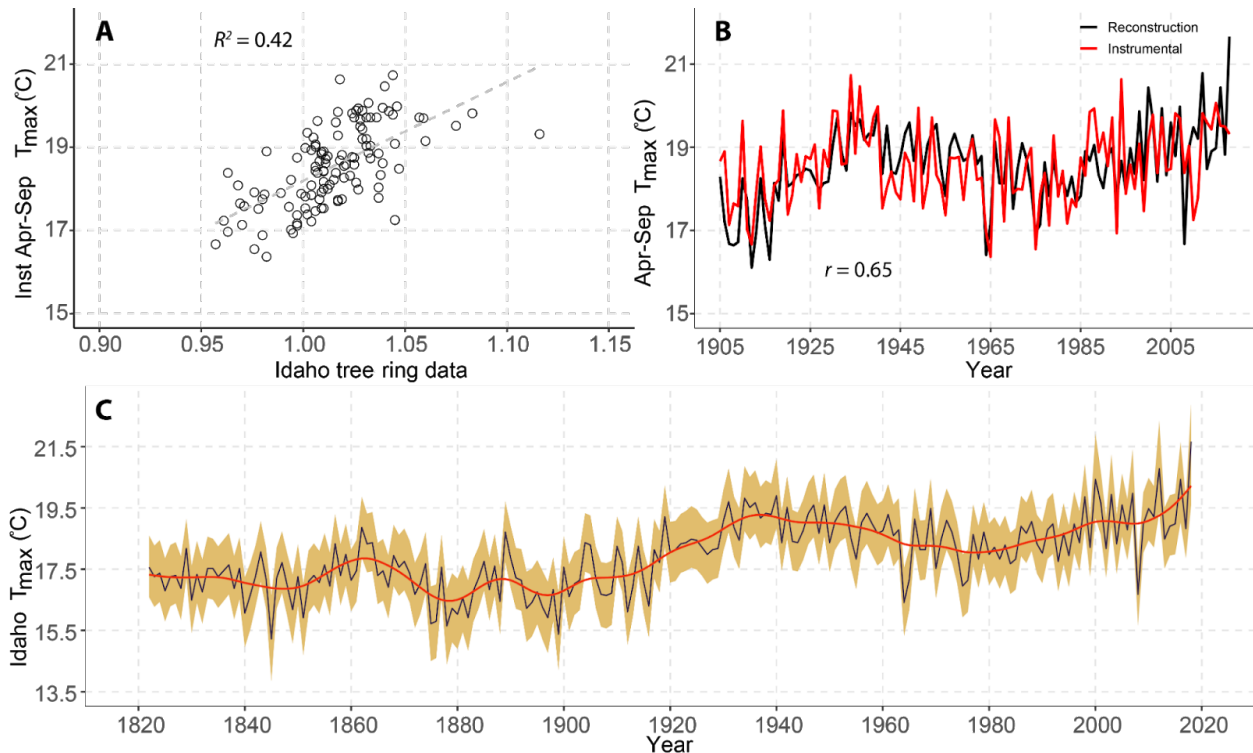 A
R² = 0.42
21
19
17
15
Inst Apr-Sep Tmax (°C)
0.90 0.95 1.00 1.05 1.10 1.15
Idaho tree ring data
B
Reconstruction
Instrumental
21
19
17
15
Apr-Sep Tmax (°C)
r = 0.65
1905 1925 1945 1965 1985 2005
Year
C
21.5
19.5
17.5
15.5
13.5
Idaho Tmax (°C)
1820 1840 1860 1880 1900 1920 1940 1960 1980 2000 2020
Year